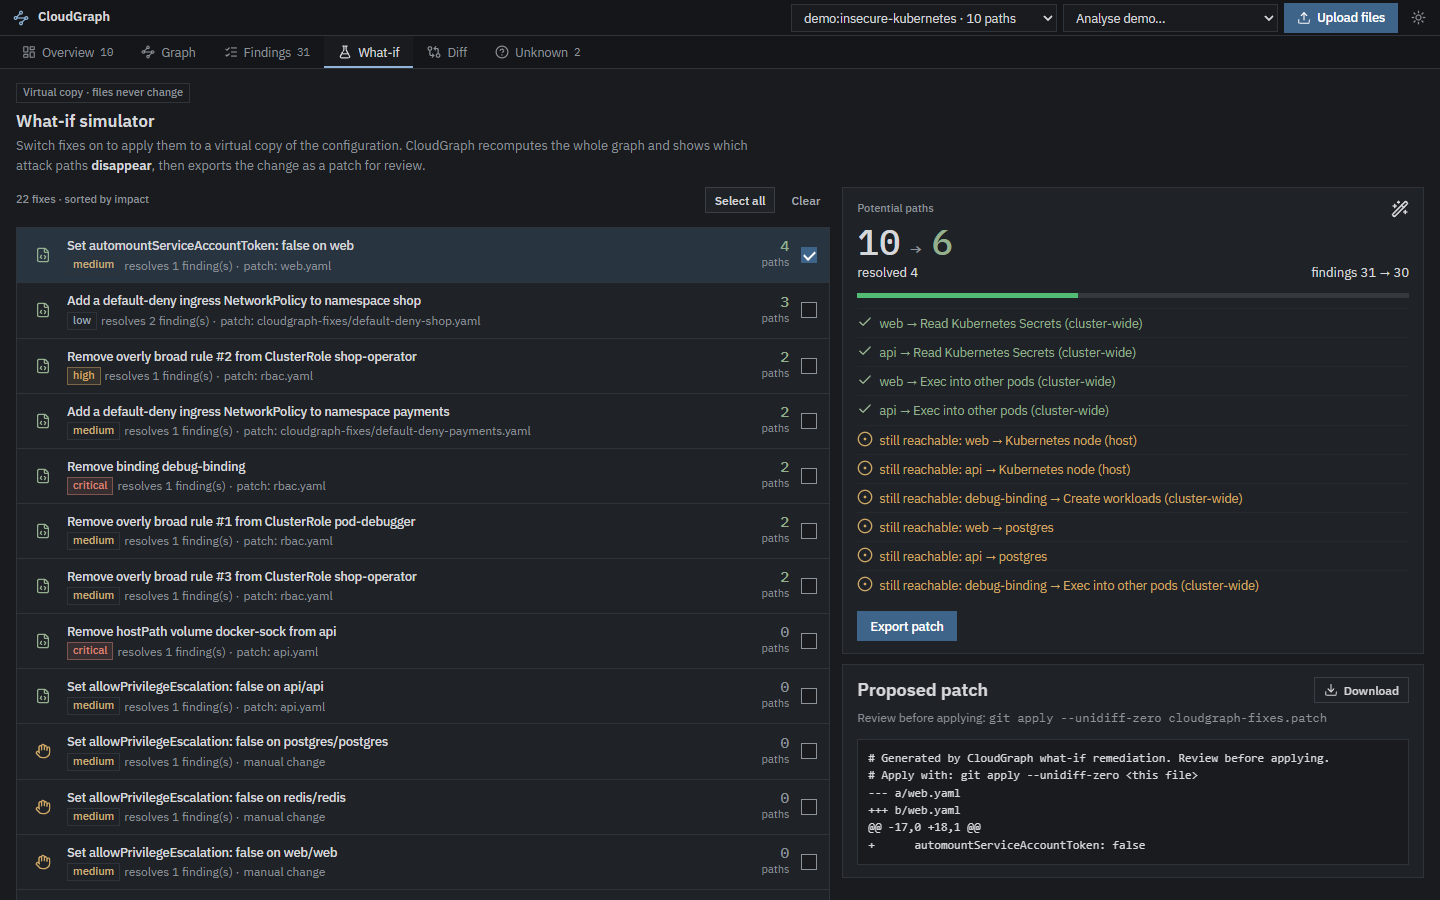 CloudGraph
demo:insecure-kubernetes · 10 paths
Analyse demo...
Upload files
Overview 10
Graph
Findings 31
What-if
Diff
Unknown 2
Virtual copy · files never change
What-if simulator
Switch fixes on to apply them to a virtual copy of the configuration. CloudGraph recomputes the whole graph and shows which
attack paths disappear, then exports the change as a patch for review.
22 fixes · sorted by impact
Select all
Clear
Set automountServiceAccountToken: false on web
medium resolves 1 finding(s) · patch: web.yaml
4
paths
Add a default-deny ingress NetworkPolicy to namespace shop
low resolves 2 finding(s) · patch: cloudgraph-fixes/default-deny-shop.yaml
3
paths
Remove overly broad rule #2 from ClusterRole shop-operator
high resolves 1 finding(s) · patch: rbac.yaml
2
paths
Add a default-deny ingress NetworkPolicy to namespace payments
medium resolves 1 finding(s) · patch: cloudgraph-fixes/default-deny-payments.yaml
2
paths
Remove binding debug-binding
critical resolves 1 finding(s) · patch: rbac.yaml
2
paths
Remove overly broad rule #1 from ClusterRole pod-debugger
medium resolves 1 finding(s) · patch: rbac.yaml
2
paths
Remove overly broad rule #3 from ClusterRole shop-operator
medium resolves 1 finding(s) · patch: rbac.yaml
2
paths
Remove hostPath volume docker-sock from api
critical resolves 1 finding(s) · patch: api.yaml
0
paths
Set allowPrivilegeEscalation: false on api/api
medium resolves 1 finding(s) · patch: api.yaml
0
paths
Set allowPrivilegeEscalation: false on postgres/postgres
medium resolves 1 finding(s) · manual change
0
paths
Set allowPrivilegeEscalation: false on redis/redis
medium resolves 1 finding(s) · manual change
0
paths
Set allowPrivilegeEscalation: false on web/web
medium resolves 1 finding(s) · manual change
0
paths
Potential paths
10 → 6
resolved 4
findings 31 → 30
web → Read Kubernetes Secrets (cluster-wide)
api → Read Kubernetes Secrets (cluster-wide)
web → Exec into other pods (cluster-wide)
api → Exec into other pods (cluster-wide)
still reachable: web → Kubernetes node (host)
still reachable: api → Kubernetes node (host)
still reachable: debug-binding → Create workloads (cluster-wide)
still reachable: web → postgres
still reachable: api → postgres
still reachable: debug-binding → Exec into other pods (cluster-wide)
Export patch
Proposed patch
Download
Review before applying: git apply --unidiff-zero cloudgraph-fixes.patch
# Generated by CloudGraph what-if remediation. Review before applying.
# Apply with: git apply --unidiff-zero <this file>
--- a/web.yaml
+++ b/web.yaml
@@ -17,0 +18,1 @@
+      automountServiceAccountToken: false